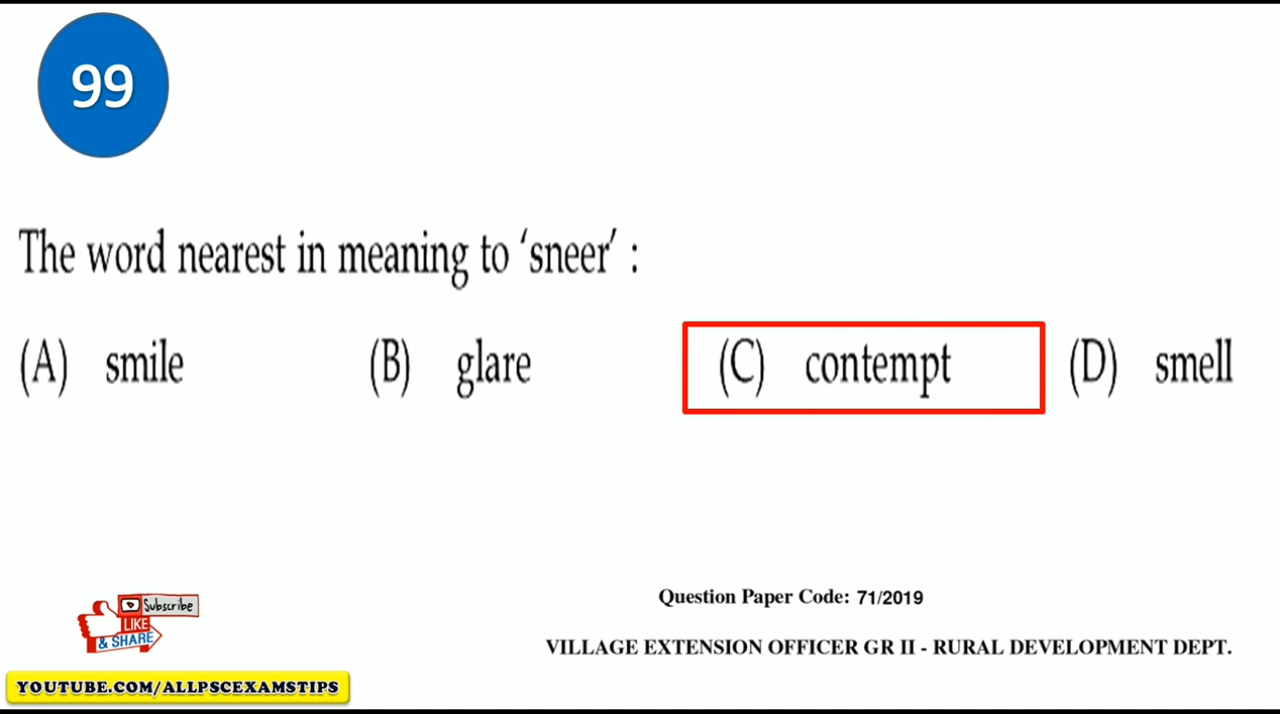 99
The word nearest in meaning to ‘sneer’ :
(A) smile (B) glare (C) contempt (D) smell
Subscribe
LIKE
& SHARE
Question Paper Code: 71/2019
VILLAGE EXTENSION OFFICER GR II - RURAL DEVELOPMENT DEPT.
YOUTUBE.COM/ALLPSCEXAMSTIPS